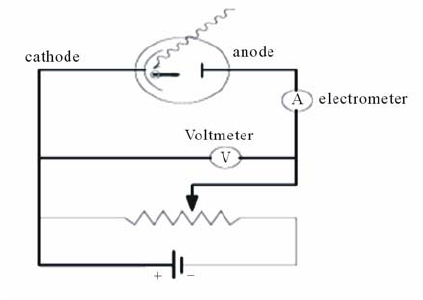 cathode
anode
A
electrometer
Voltmeter
V
+ −